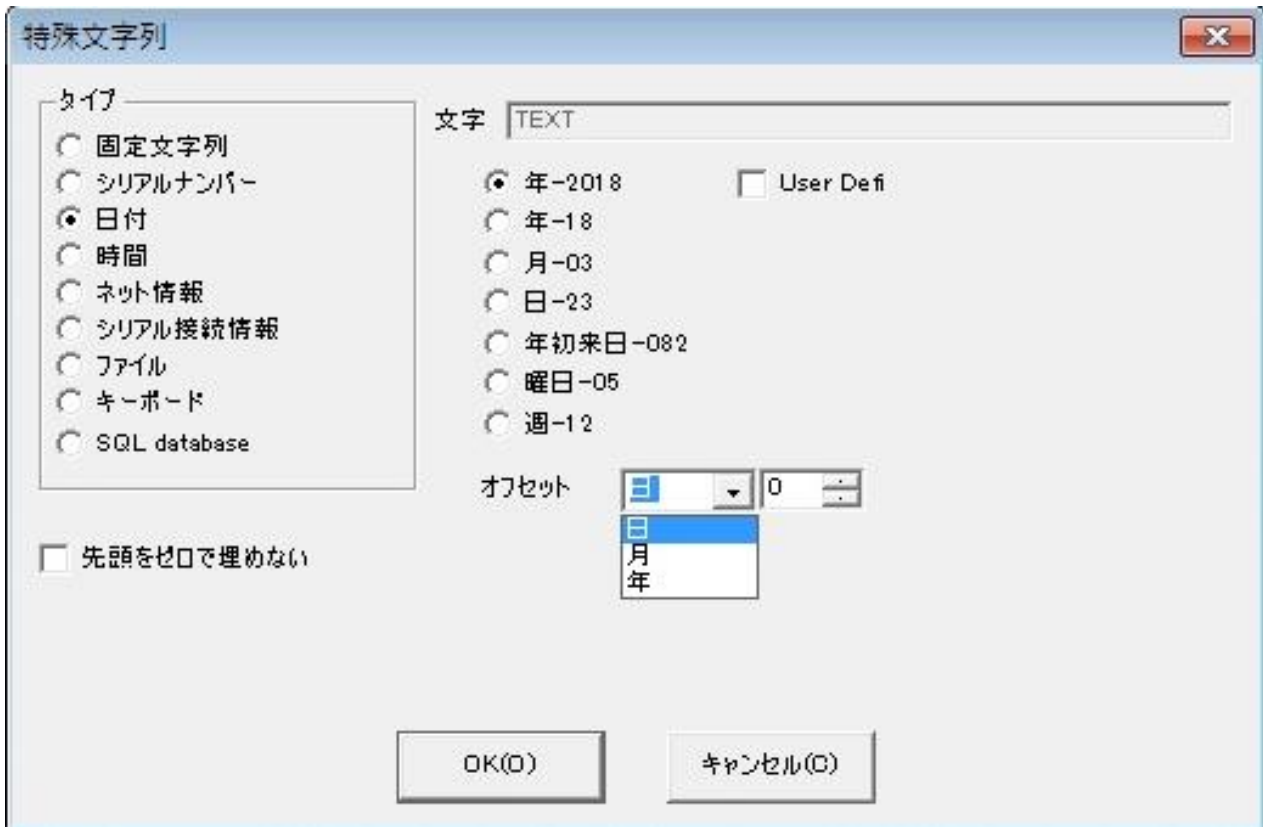 特殊文字列
タイプ
固定文字列
シリアルナンバー
日付
時間
ネット情報
シリアル接続情報
ファイル
キーボード
SQL database
先頭をゼロで埋めない
文字 TEXT
年-2018 User Defi
年-18
月-03
日-23
年初来日-082
曜日-05
週-12
オフセット 日 0
日
月
年
OK(O) キャンセル(C)